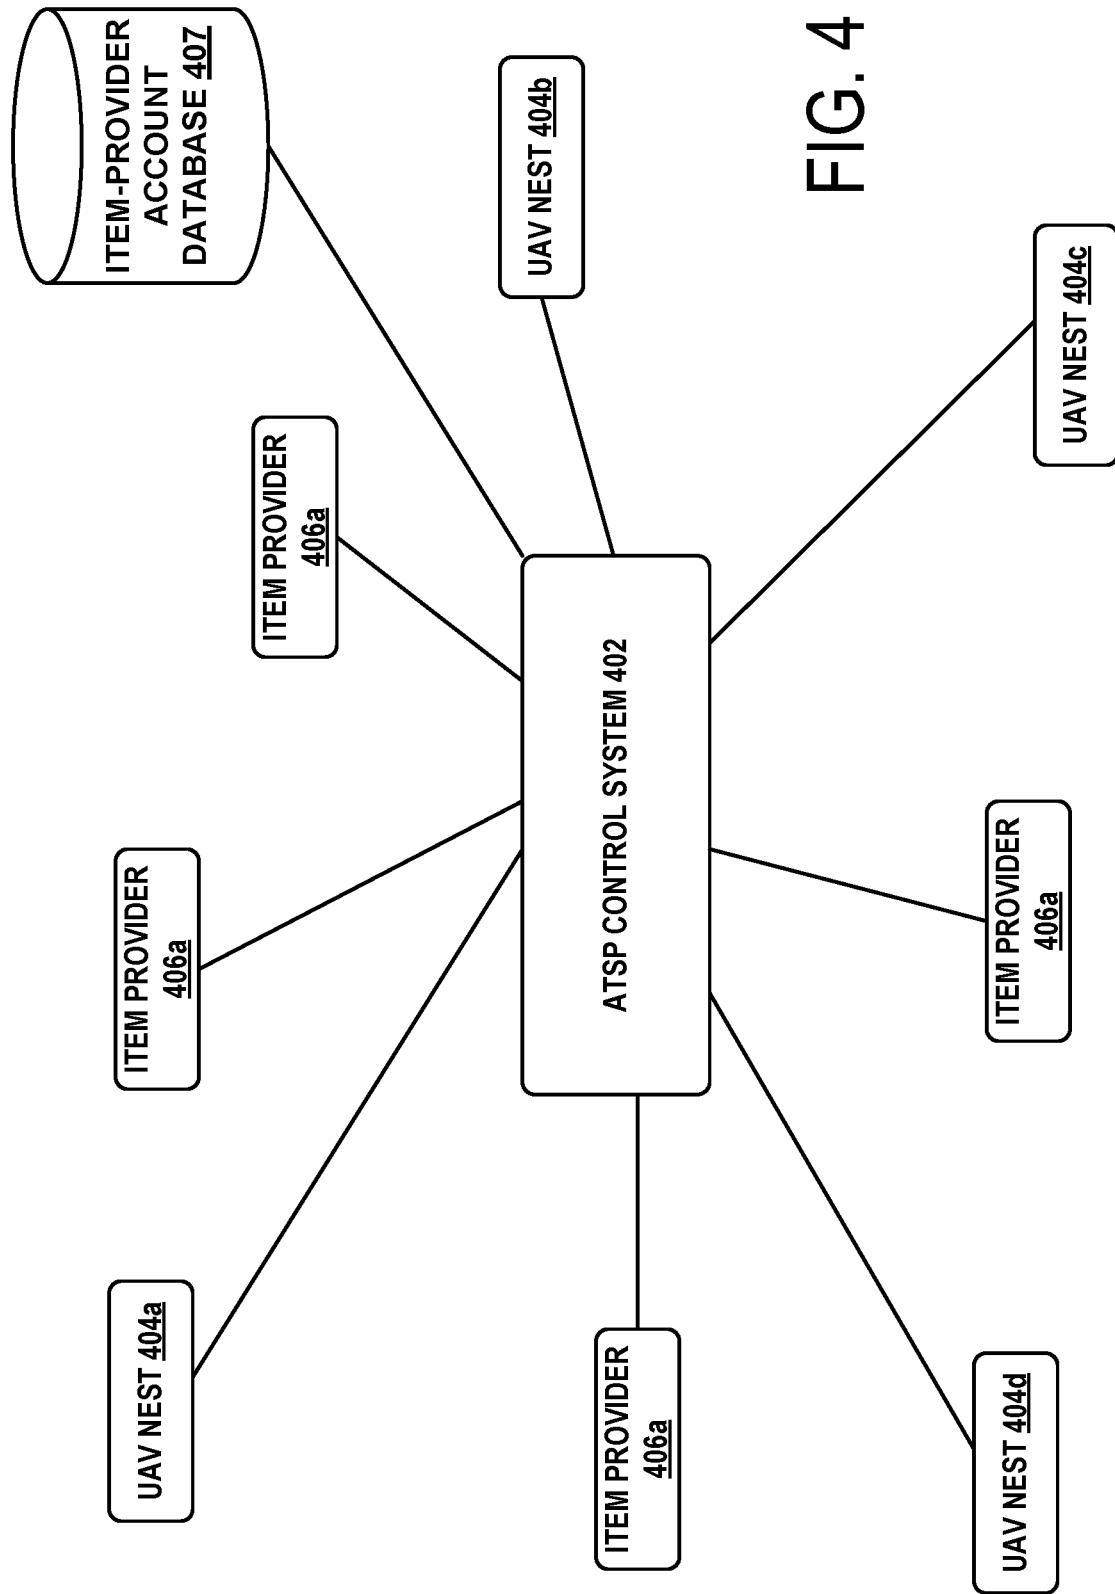 UAV NEST 404a
ITEM PROVIDER
406a
ITEM-PROVIDER
ACCOUNT
DATABASE 407
ITEM PROVIDER
406a
UAV NEST 404b
ITEM PROVIDER
406a
ATSP CONTROL SYSTEM 402
UAV NEST 404d
ITEM PROVIDER
406a
UAV NEST 404c
FIG. 4